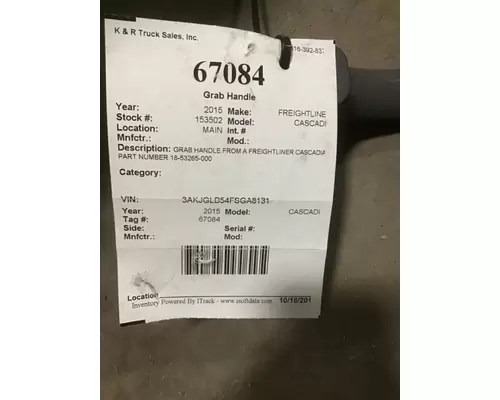 K & R Truck Sales, Inc.
67084
Grab Handle
Year: 2015 Make: FREIGHTLINE
Stock #: 153502 Model: CASCADI
Location: MAIN Int. #
Mnfctr.: Mod.:
Description: GRAB HANDLE FROM A FREIGHTLINER CASCADIA
PART NUMBER 18-53265-000
Category:
VIN: 3AKJGLD54FSGA8131
Year: 2015 Model: CASCADI
Tag #: 67084
Side: Serial #:
Mnfctr.: Mod:
Location
Inventory Powered By ITrack - www.isoftdata.com 10/16/201